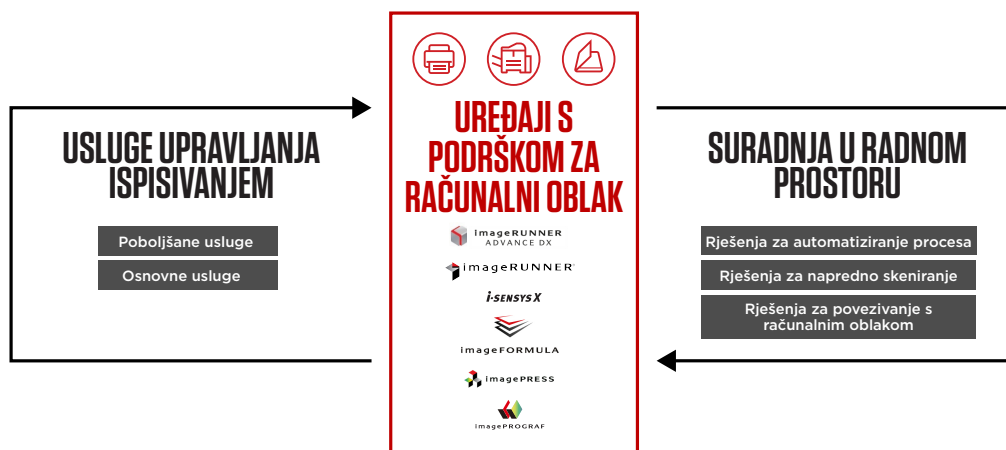 USLUGE UPRAVLJANJA
ISPISIVANJEM
Poboljšane usluge
Osnovne usluge
UREĐAJI S
PODRŠKOM ZA
RAČUNALNI OBLAK
imageRUNNER
ADVANCE DX
imageRUNNER
i-SENSYS X
imageFORMULA
imagePRESS
imagePROGRAF
SURADNJA U RADNOM
PROSTORU
Rješenja za automatiziranje procesa
Rješenja za napredno skeniranje
Rješenja za povezivanje s
računalnim oblakom